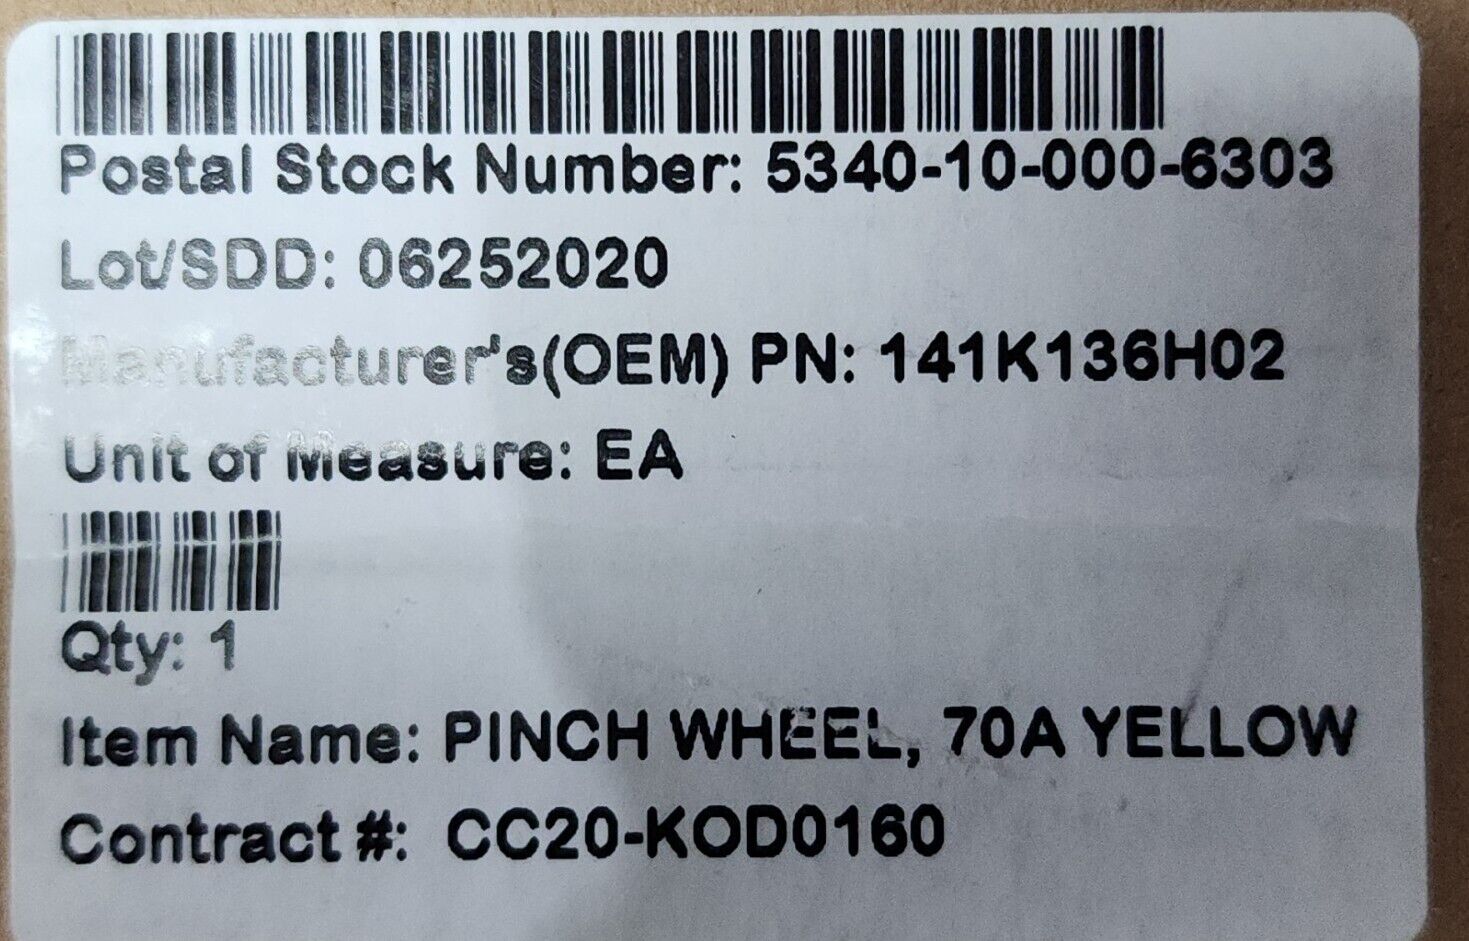 Postal Stock Number: 5340-10-000-6303
Lot/SDD: 06252020
Manufacturer's(OEM) PN: 141K136H02
Unit of Measure: EA
Qty: 1
Item Name: PINCH WHEEL, 70A YELLOW
Contract #: CC20-KOD0160